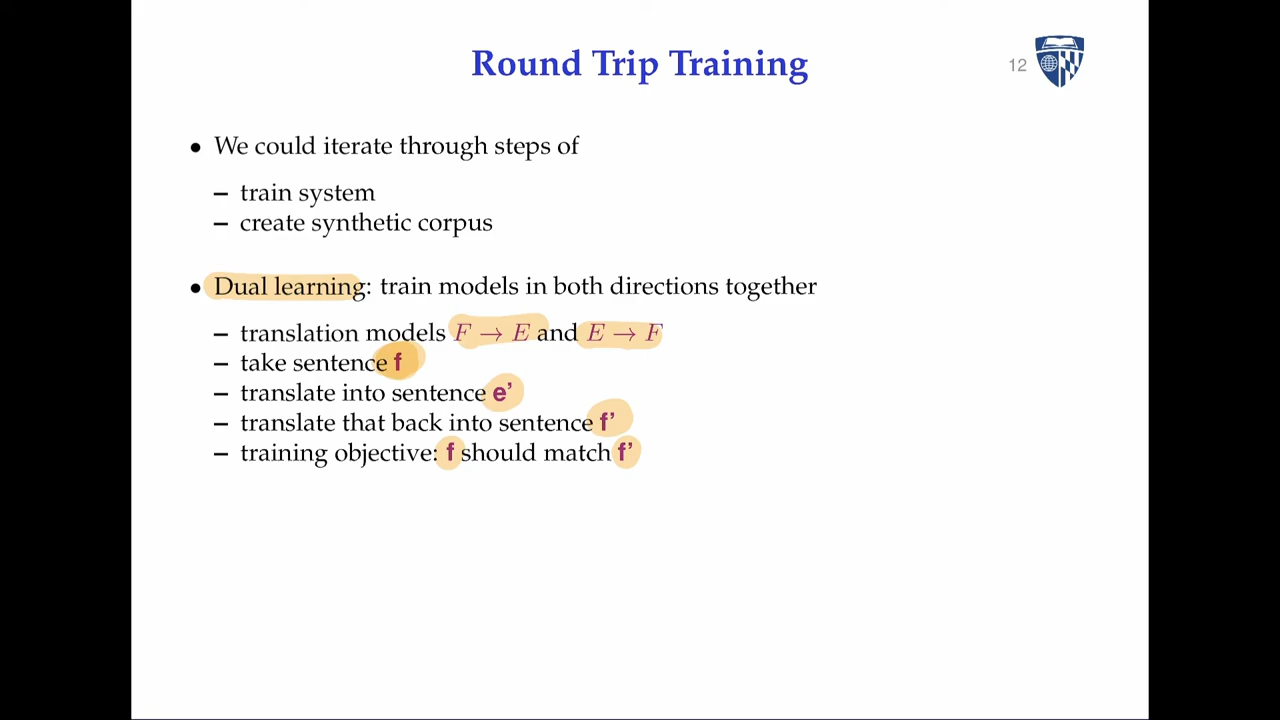 Round Trip Training
12
• We could iterate through steps of
– train system
– create synthetic corpus
• Dual learning: train models in both directions together
– translation models F → E and E → F
– take sentence f
– translate into sentence e’
– translate that back into sentence f’
– training objective: f should match f’